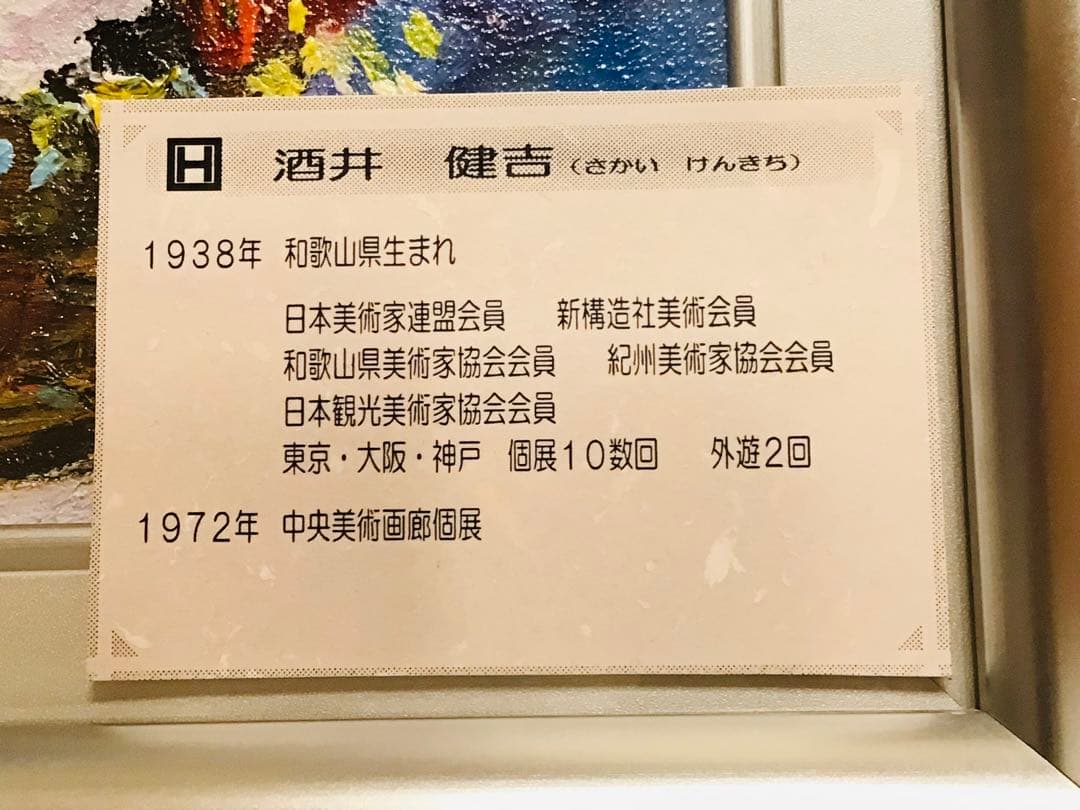 H 酒井 健吉（さかい けんきち）
１９３８年 和歌山県生まれ
日本美術家連盟会員 新構造社美術会員
和歌山県美術家協会会員 紀州美術家協会会員
日本観光美術家協会会員
東京・大阪・神戸 個展１０数回 外遊２回
１９７２年 中央美術画廊個展